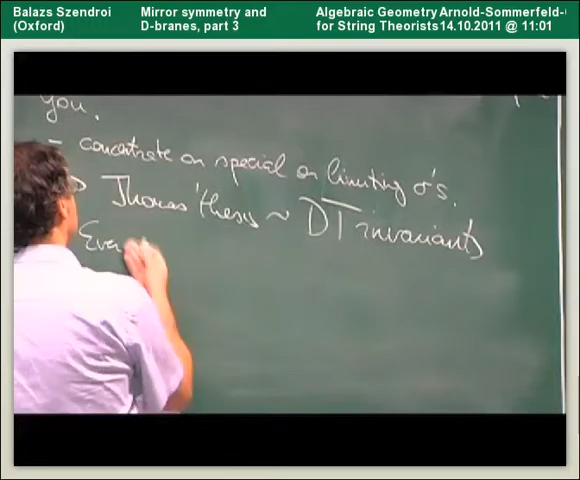 Balazs Szendroi (Oxford)
Mirror symmetry and D-branes, part 3
Algebraic Geometry for String Theorists
Arnold-Sommerfeld-
14.10.2011 @ 11:01
you.
- concentrate on special or limiting σ's.
Thomas' thesis ~ DT invariants
Eve